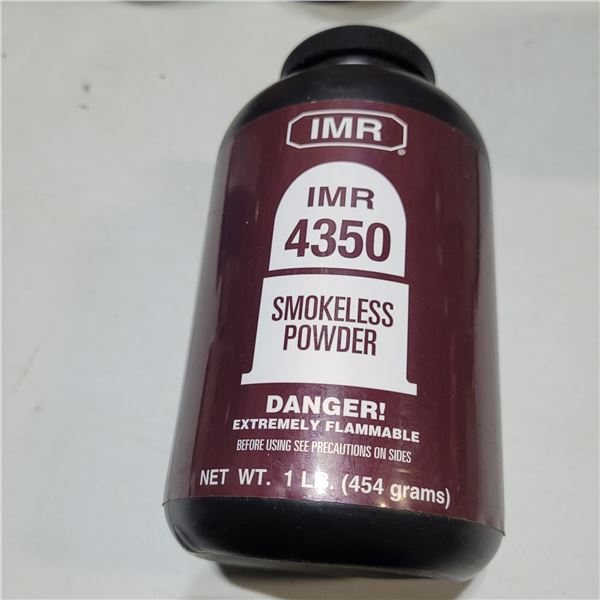 IMR
®
IMR
4350
SMOKELESS
POWDER
DANGER!
EXTREMELY FLAMMABLE
BEFORE USING SEE PRECAUTIONS ON SIDES
NET WT. 1 LB. (454 grams)